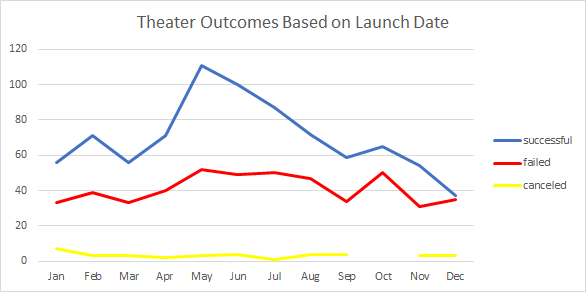 Theater Outcomes Based on Launch Date
120
100
80
60
40
20
0
Jan Feb Mar Apr May Jun Jul Aug Sep Oct Nov Dec
successful
failed
canceled